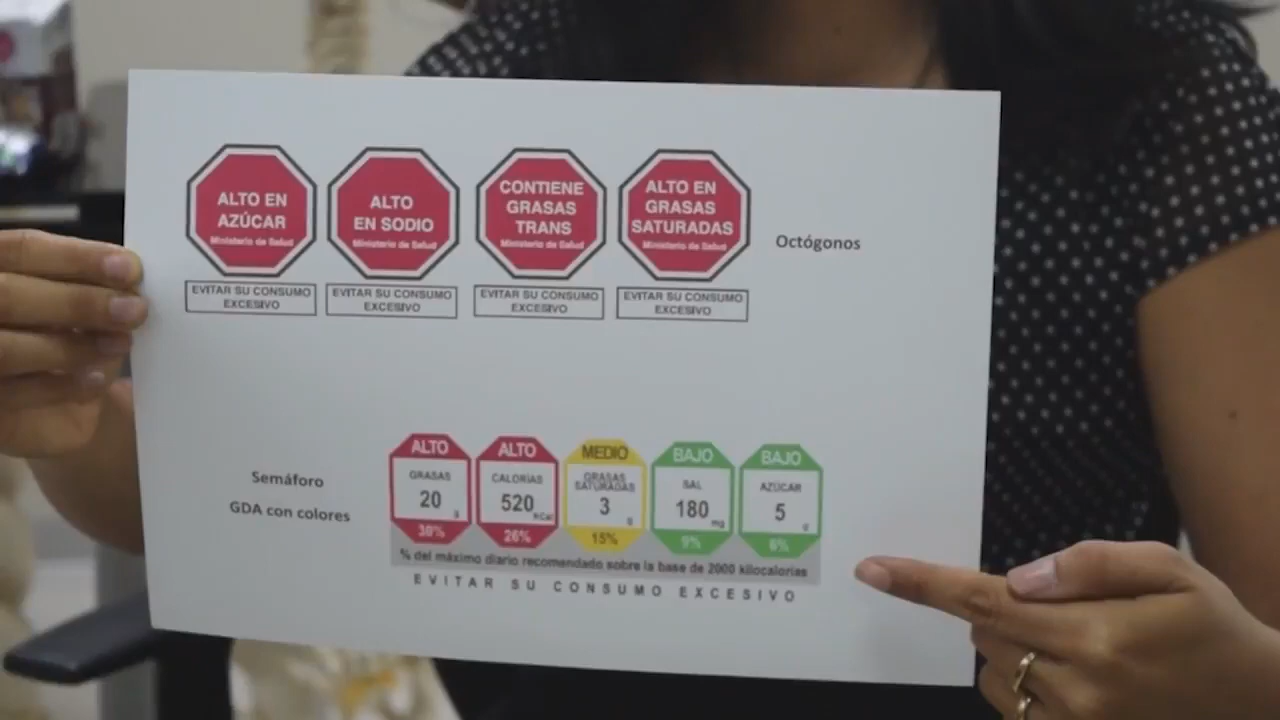 ALTO EN
AZÚCAR
Ministerio de Salud
EVITAR SU CONSUMO
EXCESIVO
ALTO
EN SODIO
Ministerio de Salud
EVITAR SU CONSUMO
EXCESIVO
CONTIENE
GRASAS
TRANS
Ministerio de Salud
EVITAR SU CONSUMO
EXCESIVO
ALTO EN
GRASAS
SATURADAS
Ministerio de Salud
EVITAR SU CONSUMO
EXCESIVO
Octógonos
Semáforo
GDA con colores
ALTO
GRASAS
20
g
30%
ALTO
CALORÍAS
520
KCal
26%
MEDIO
GRASAS
SATURADAS
3
g
15%
BAJO
SAL
180
mg
9%
BAJO
AZÚCAR
5
g
6%
% del máximo diario recomendado sobre la base de 2000 kilocalorías
EVITAR SU CONSUMO EXCESIVO